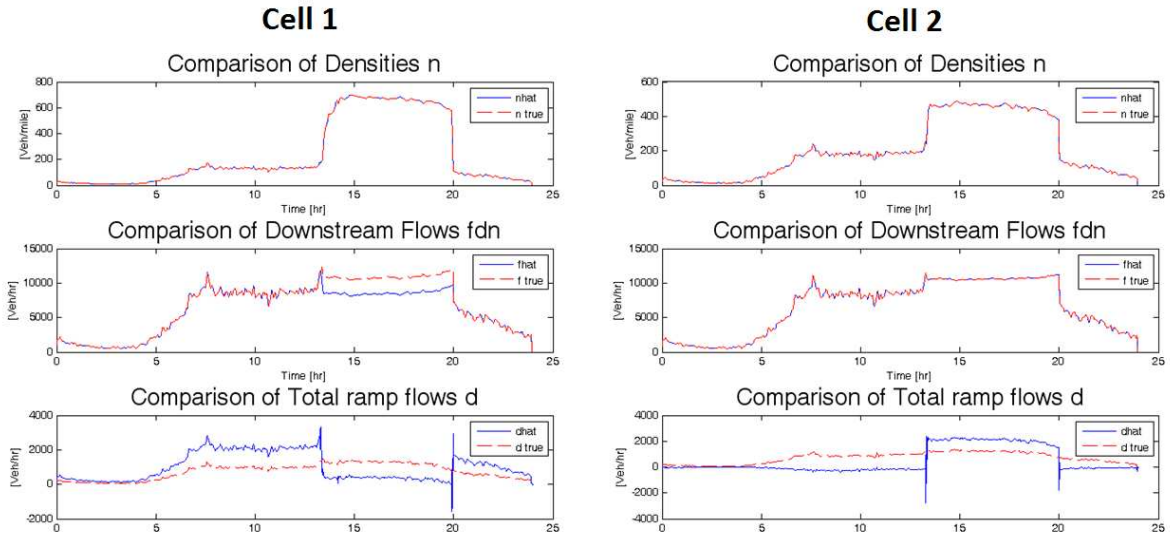 Cell 1
Comparison of Densities n
[Veh/mile]
800
600
400
200
0
nhat
n true
0 5 10 15 20 25
Time [hr]
Comparison of Downstream Flows fdn
[Veh/hr]
15000
10000
5000
0
fhat
f true
0 5 10 15 20 25
Time [hr]
Comparison of Total ramp flows d
[Veh/hr]
4000
2000
0
-2000
dhat
d true
0 5 10 15 20 25
Cell 2
Comparison of Densities n
[Veh/mile]
600
400
200
0
nhat
n true
0 5 10 15 20 25
Time [hr]
Comparison of Downstream Flows fdn
[Veh/hr]
15000
10000
5000
0
fhat
f true
0 5 10 15 20 25
Time [hr]
Comparison of Total ramp flows d
[Veh/hr]
4000
2000
0
-2000
-4000
dhat
d true
0 5 10 15 20 25